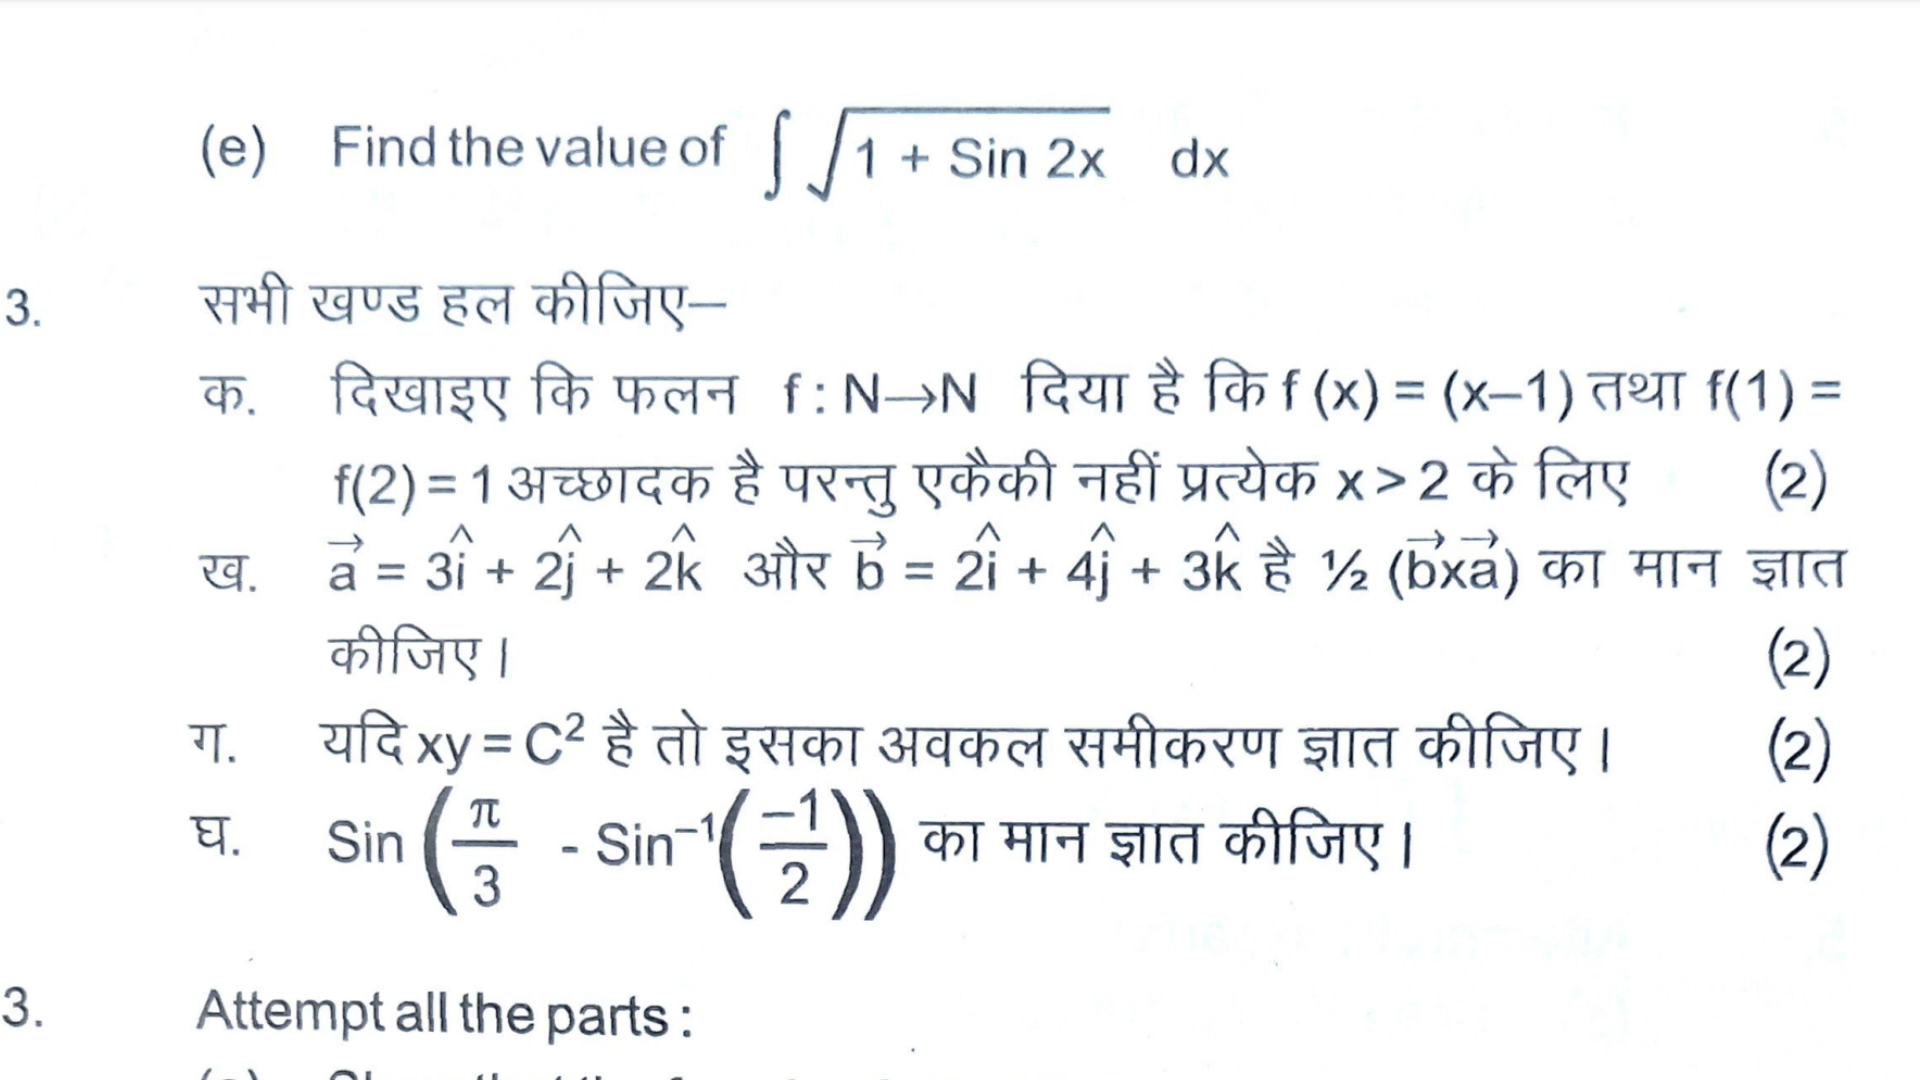 (e) Find the value of ∫ √1 + Sin 2x dx
3. सभी खण्ड हल कीजिए–
क. दिखाइए कि फलन f : N→N दिया है कि f (x) = (x–1) तथा f(1) =
f(2) = 1 अच्छादक है परन्तु एकैकी नहीं प्रत्येक x > 2 के लिए (2)
ख. a⃗ = 3î + 2ĵ + 2k̂ और b⃗ = 2î + 4ĵ + 3k̂ है ½ (b⃗xa⃗) का मान ज्ञात
कीजिए। (2)
ग. यदि xy = C² है तो इसका अवकल समीकरण ज्ञात कीजिए। (2)
घ. Sin (π/3 - Sin⁻¹(–1/2)) का मान ज्ञात कीजिए। (2)
3. Attempt all the parts :